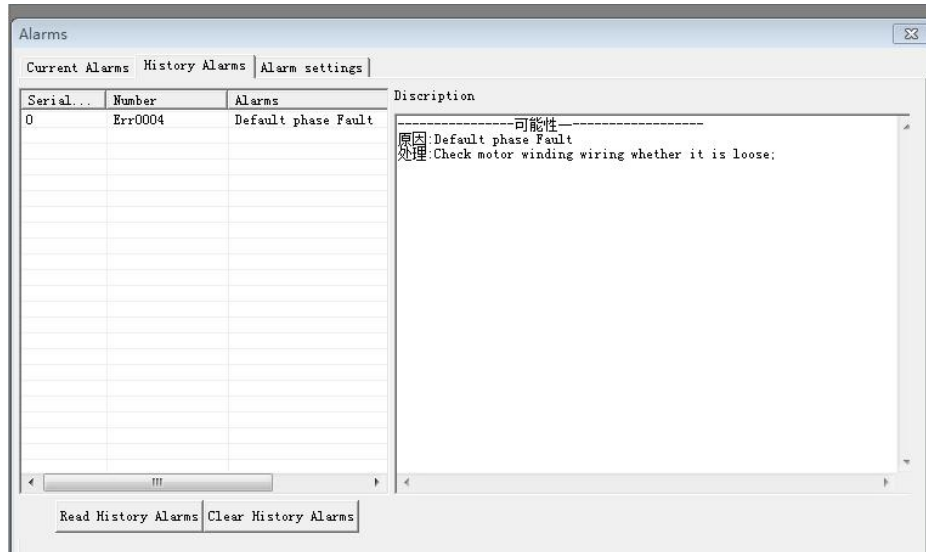 Alarms
Current Alarms History Alarms Alarm settings
Serial... Number Alarms
0 Err0004 Default phase Fault
Discription
----------------可能性一------------------
原因:Default phase Fault
处理:Check motor winding wiring whether it is loose;
Read History Alarms Clear History Alarms